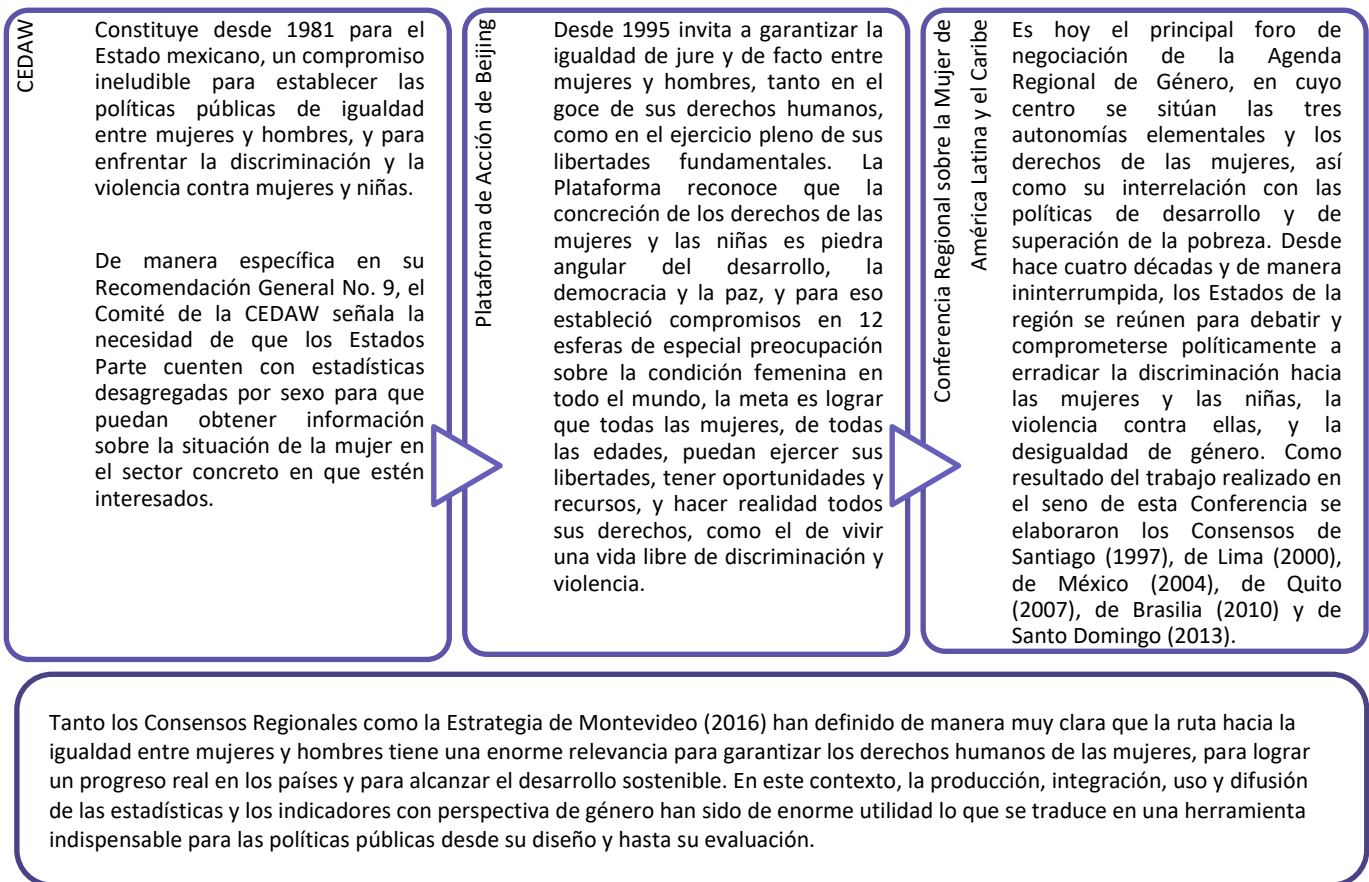 CEDAW
Constituye desde 1981 para el
Estado mexicano, un compromiso
ineludible para establecer las
políticas públicas de igualdad
entre mujeres y hombres, y para
enfrentar la discriminación y la
violencia contra mujeres y niñas.
De manera específica en su
Recomendación General No. 9, el
Comité de la CEDAW señala la
necesidad de que los Estados
Parte cuenten con estadísticas
desagregadas por sexo para que
puedan obtener información
sobre la situación de la mujer en
el sector concreto en que estén
interesados.
Plataforma de Acción de Beijing
Desde 1995 invita a garantizar la
igualdad de jure y de facto entre
mujeres y hombres, tanto en el
goce de sus derechos humanos,
como en el ejercicio pleno de sus
libertades fundamentales. La
Plataforma reconoce que la
concreción de los derechos de las
mujeres y las niñas es piedra
angular del desarrollo, la
democracia y la paz, y para eso
estableció compromisos en 12
esferas de especial preocupación
sobre la condición femenina en
todo el mundo, la meta es lograr
que todas las mujeres, de todas
las edades, puedan ejercer sus
libertades, tener oportunidades y
recursos, y hacer realidad todos
sus derechos, como el de vivir
una vida libre de discriminación y
violencia.
Conferencia Regional sobre la Mujer de
América Latina y el Caribe
Es hoy el principal foro de
negociación de la Agenda
Regional de Género, en cuyo
centro se sitúan las tres
autonomías elementales y los
derechos de las mujeres, así
como su interrelación con las
políticas de desarrollo y de
superación de la pobreza. Desde
hace cuatro décadas y de manera
ininterrumpida, los Estados de la
región se reúnen para debatir y
comprometerse políticamente a
erradicar la discriminación hacia
las mujeres y las niñas, la
violencia contra ellas, y la
desigualdad de género. Como
resultado del trabajo realizado en
el seno de esta Conferencia se
elaboraron los Consensos de
Santiago (1997), de Lima (2000),
de México (2004), de Quito
(2007), de Brasilia (2010) y de
Santo Domingo (2013).
Tanto los Consensos Regionales como la Estrategia de Montevideo (2016) han definido de manera muy clara que la ruta hacia la
igualdad entre mujeres y hombres tiene una enorme relevancia para garantizar los derechos humanos de las mujeres, para lograr
un progreso real en los países y para alcanzar el desarrollo sostenible. En este contexto, la producción, integración, uso y difusión
de las estadísticas y los indicadores con perspectiva de género han sido de enorme utilidad lo que se traduce en una herramienta
indispensable para las políticas públicas desde su diseño y hasta su evaluación.